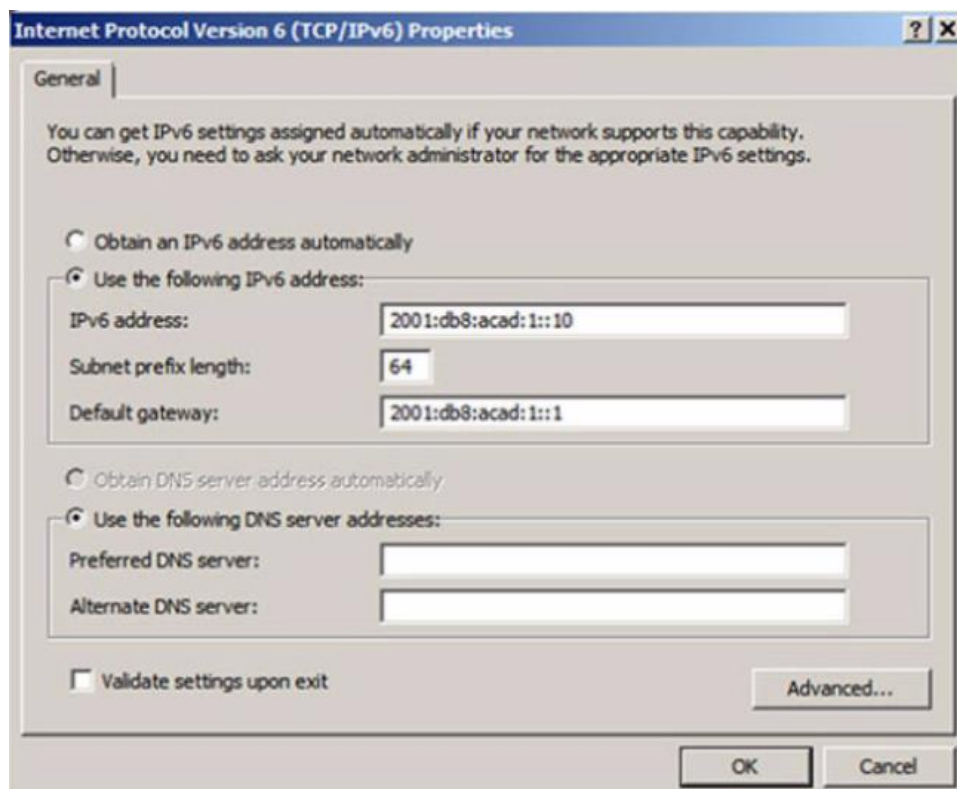 Internet Protocol Version 6 (TCP/IPv6) Properties
General
You can get IPv6 settings assigned automatically if your network supports this capability.
Otherwise, you need to ask your network administrator for the appropriate IPv6 settings.
Obtain an IPv6 address automatically
Use the following IPv6 address:
IPv6 address: 2001:db8:acad:1::10
Subnet prefix length: 64
Default gateway: 2001:db8:acad:1::1
Obtain DNS server address automatically
Use the following DNS server addresses:
Preferred DNS server:
Alternate DNS server:
Validate settings upon exit
Advanced...
OK Cancel